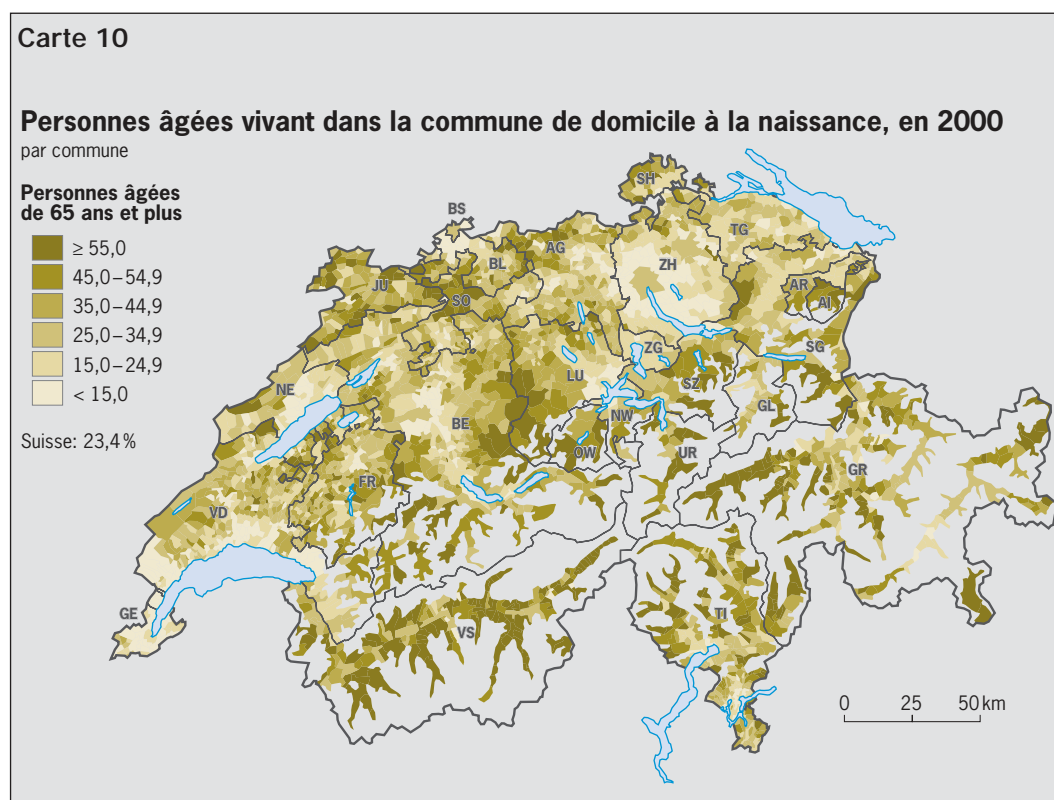 Carte 10
Personnes âgées vivant dans la commune de domicile à la naissance, en 2000
par commune
Personnes âgées
de 65 ans et plus
≥ 55,0
45,0–54,9
35,0–44,9
25,0–34,9
15,0–24,9
< 15,0
Suisse: 23,4%
SH
BS
TG
AG
BL
ZH
JU
SO
AR
AI
SG
ZG
LU
SZ
NE
GL
NW
BE
UR
OW
GR
FR
VD
GE
TI
VS
0 25 50 km